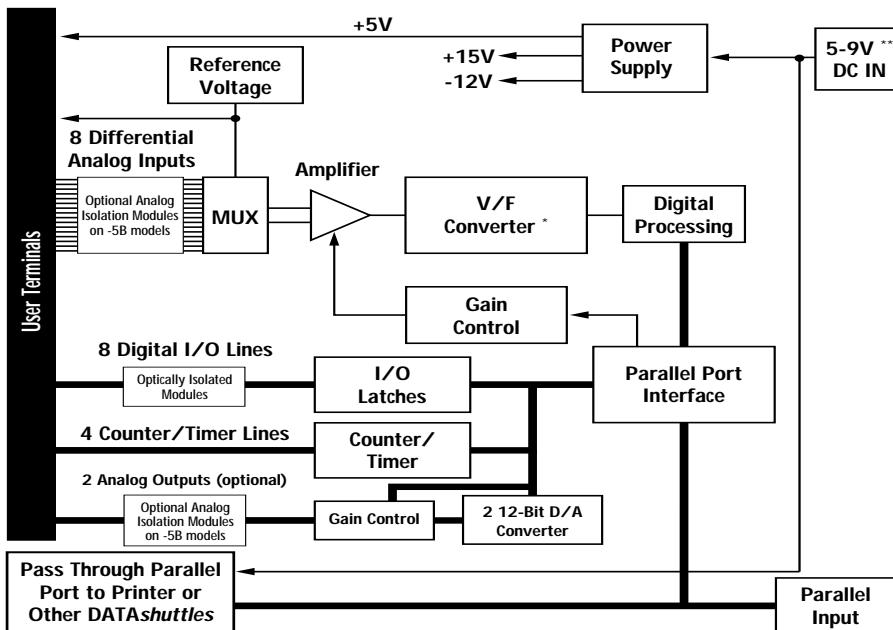 +5V
Power
Supply
5-9V **
DC IN
+15V
-12V
Reference
Voltage
8 Differential
Analog Inputs
Optional Analog
Isolation Modules
on -5B models
MUX
Amplifier
V/F
Converter *
Digital
Processing
User Terminals
Gain
Control
8 Digital I/O Lines
Optically Isolated
Modules
I/O
Latches
Parallel Port
Interface
4 Counter/Timer Lines
Counter/
Timer
2 Analog Outputs (optional)
Optional Analog
Isolation Modules
on -5B models
Gain Control
2 12-Bit D/A
Converter
Pass Through Parallel
Port to Printer or
Other DATAshuttles
Parallel
Input